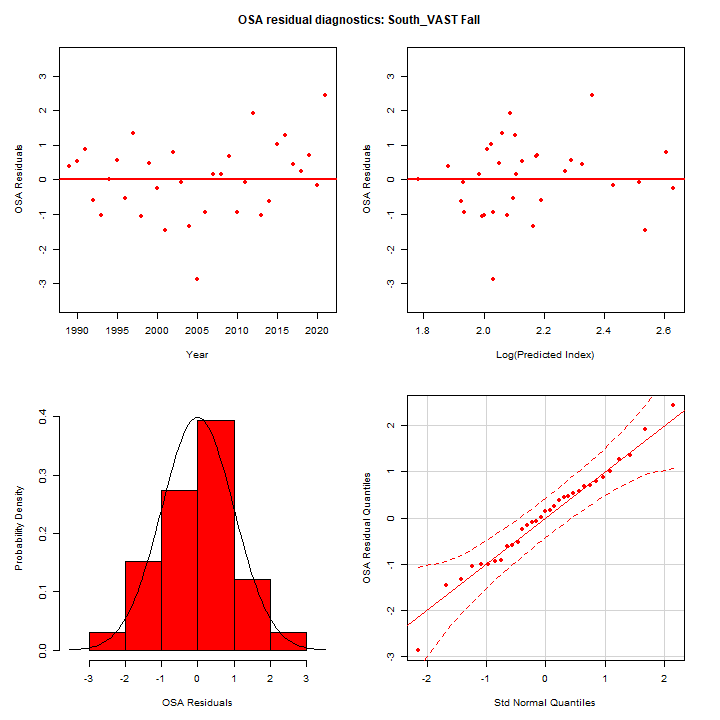 OSA residual diagnostics: South_VAST Fall
OSA Residuals
3
2
1
0
-1
-2
-3
1990 1995 2000 2005 2010 2015 2020
Year
OSA Residuals
3
2
1
0
-1
-2
-3
1.8 2.0 2.2 2.4 2.6
Log(Predicted Index)
Probability Density
0.4
0.3
0.2
0.1
0.0
-3 -2 -1 0 1 2 3
OSA Residuals
OSA Residual Quantiles
2
1
0
-1
-2
-3
-2 -1 0 1 2
Std Normal Quantiles